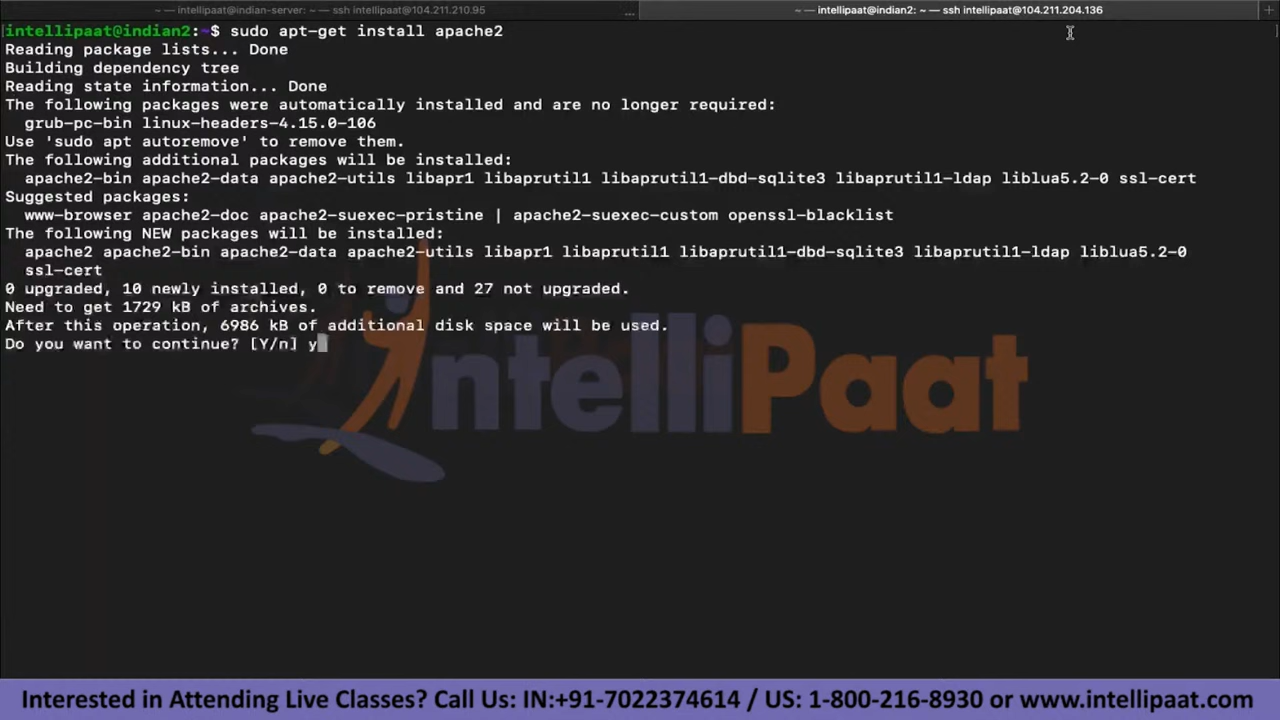 ~ — intellipaat@indian-server: ~ — ssh intellipaat@104.211.210.95 ... ~ — intellipaat@indian2: ~ — ssh intellipaat@104.211.204.136 +
intellipaat@indian2:~$ sudo apt-get install apache2
Reading package lists... Done
Building dependency tree
Reading state information... Done
The following packages were automatically installed and are no longer required:
grub-pc-bin linux-headers-4.15.0-106
Use 'sudo apt autoremove' to remove them.
The following additional packages will be installed:
apache2-bin apache2-data apache2-utils libapr1 libaprutil1 libaprutil1-dbd-sqlite3 libaprutil1-ldap liblua5.2-0 ssl-cert
Suggested packages:
www-browser apache2-doc apache2-suexec-pristine | apache2-suexec-custom openssl-blacklist
The following NEW packages will be installed:
apache2 apache2-bin apache2-data apache2-utils libapr1 libaprutil1 libaprutil1-dbd-sqlite3 libaprutil1-ldap liblua5.2-0
ssl-cert
0 upgraded, 10 newly installed, 0 to remove and 27 not upgraded.
Need to get 1729 kB of archives.
After this operation, 6986 kB of additional disk space will be used.
Do you want to continue? [Y/n] y
intelliPaat
Interested in Attending Live Classes? Call Us: IN:+91-7022374614 / US: 1-800-216-8930 or www.intellipaat.com